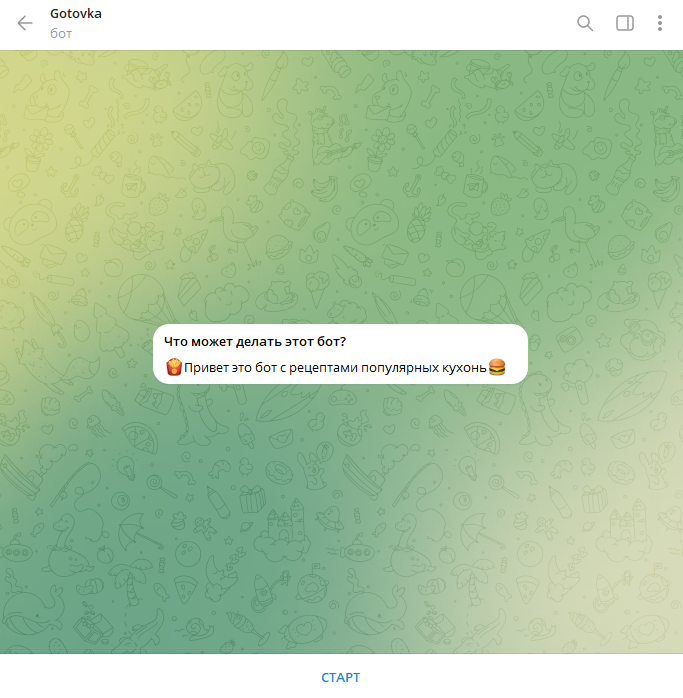 Gotovka
бот
Что может делать этот бот?
🍟Привет это бот с рецептами популярных кухонь🍔
СТАРТ